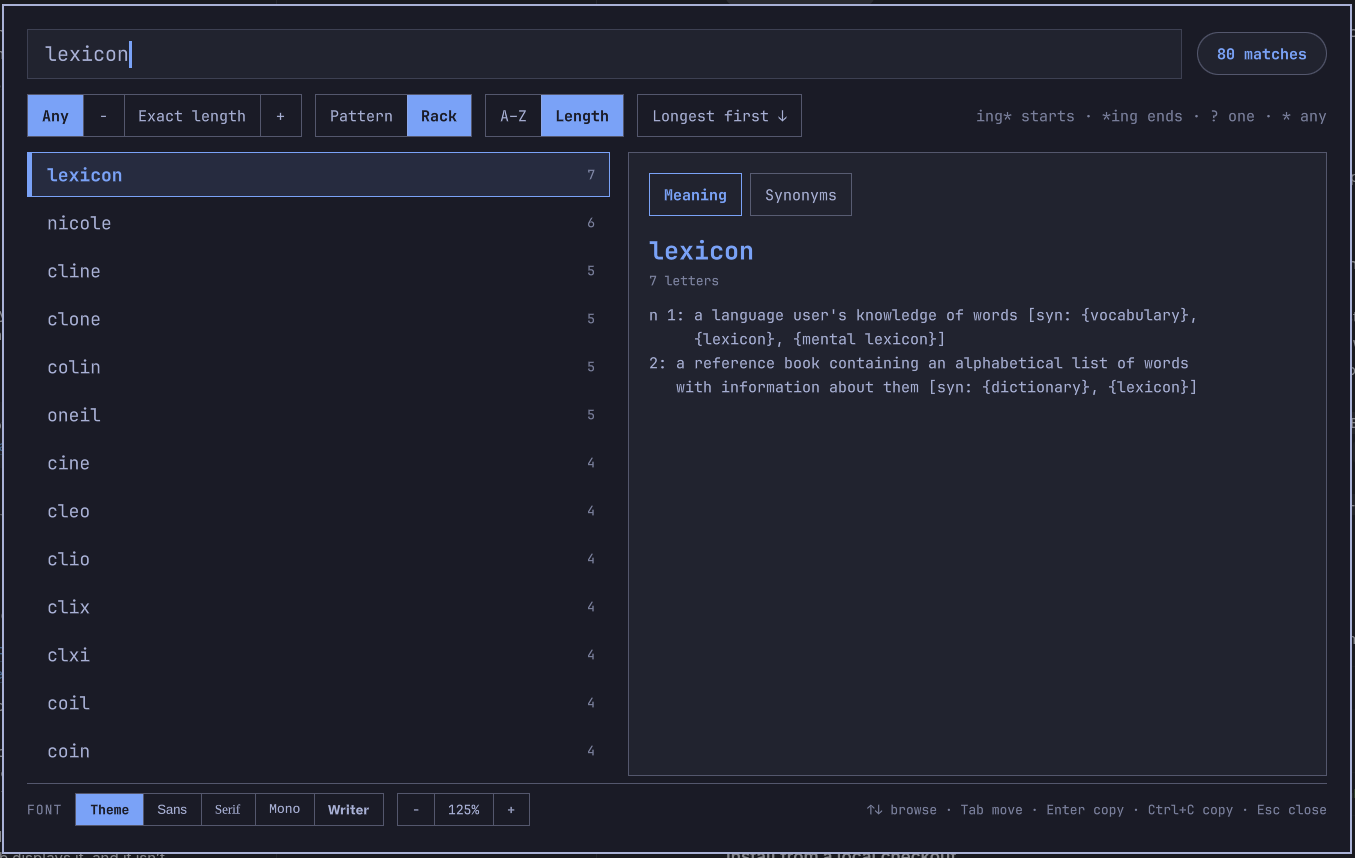 lexicon
80 matches
Any - Exact length + Pattern Rack A-Z Length Longest first ↓ ing* starts · *ing ends · ? one · * any
lexicon 7
nicole 6
cline 5
clone 5
colin 5
oneil 5
cine 4
cleo 4
clio 4
clix 4
clxi 4
coil 4
coin 4
Meaning Synonyms
lexicon
7 letters
n 1: a language user's knowledge of words [syn: {vocabulary},
{lexicon}, {mental lexicon}]
2: a reference book containing an alphabetical list of words
with information about them [syn: {dictionary}, {lexicon}]
FONT Theme Sans Serif Mono Writer - 125% + ↑↓ browse · Tab move · Enter copy · Ctrl+C copy · Esc close